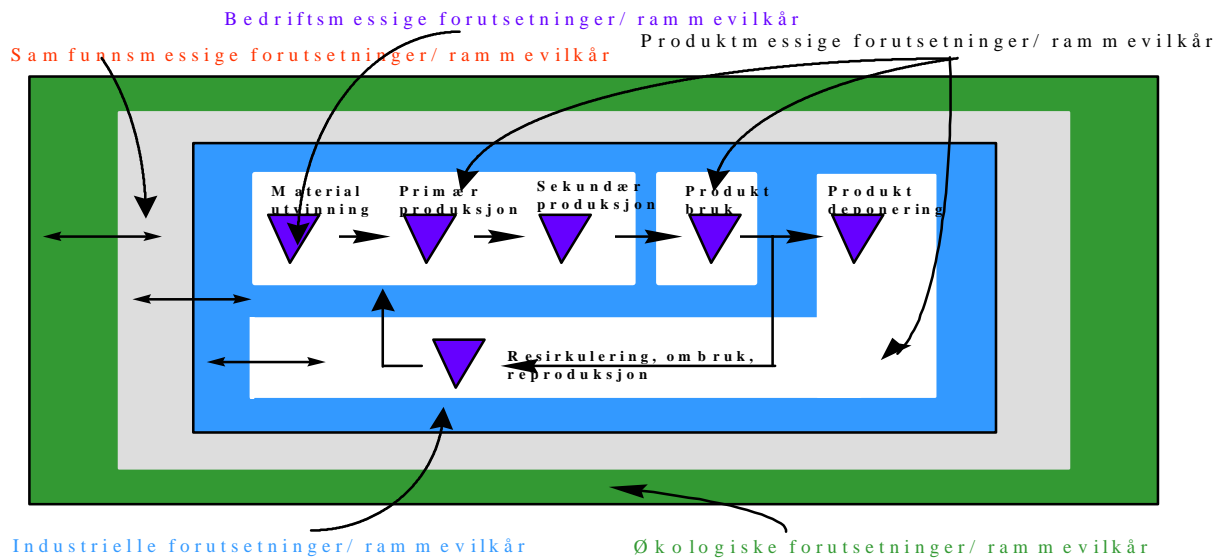 Bedriftsmessige forutsetninger/ rammevilkår
Samfunnsmessige forutsetninger/ rammevilkår
Produktmessige forutsetninger/ rammevilkår
Material
utvinning
Primær
produksjon
Sekundær
produksjon
Produkt
bruk
Produkt
deponering
Resirkulering, ombruk,
reproduksjon
Industrielle forutsetninger/ rammevilkår
Økologiske forutsetninger/ rammevilkår